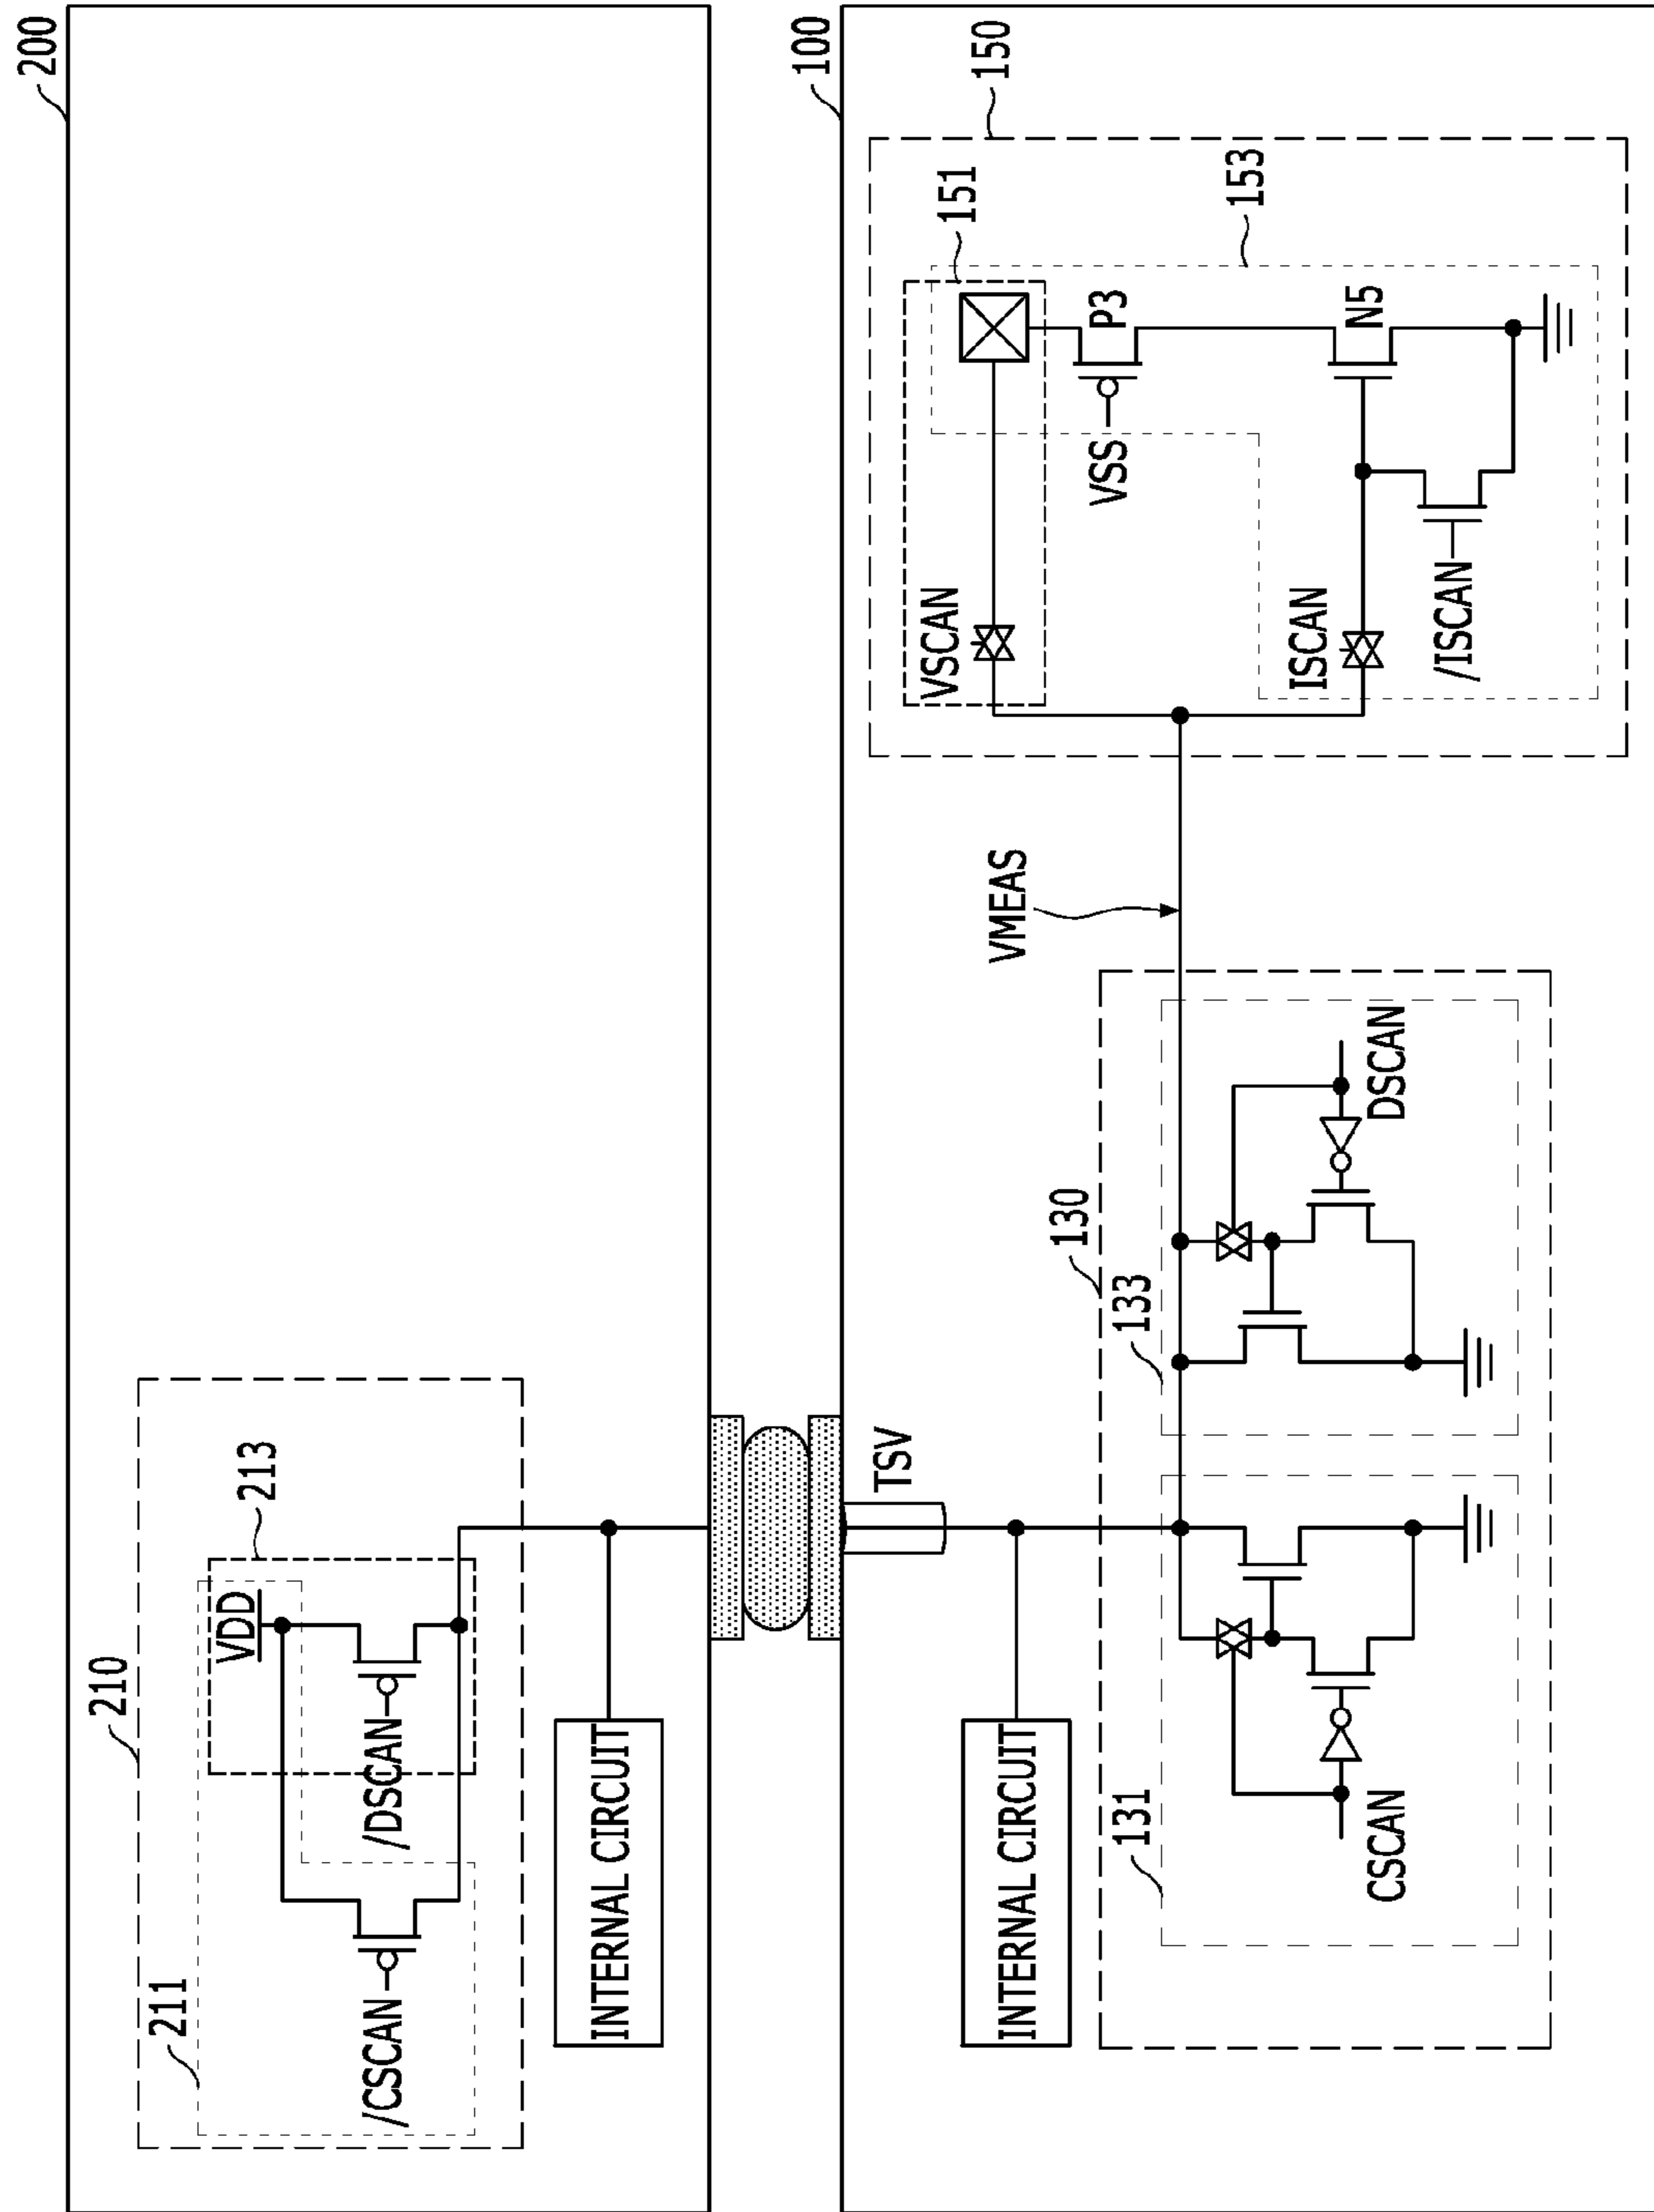 200
210
213
211
VDD
/DSCAN
/CSCAN
INTERNAL CIRCUIT
100
TSV
INTERNAL CIRCUIT
130
133
131
DSCAN
CSCAN
VMEAS
150
151
153
VSCAN
P3
VSS
N5
ISCAN
/ISCAN